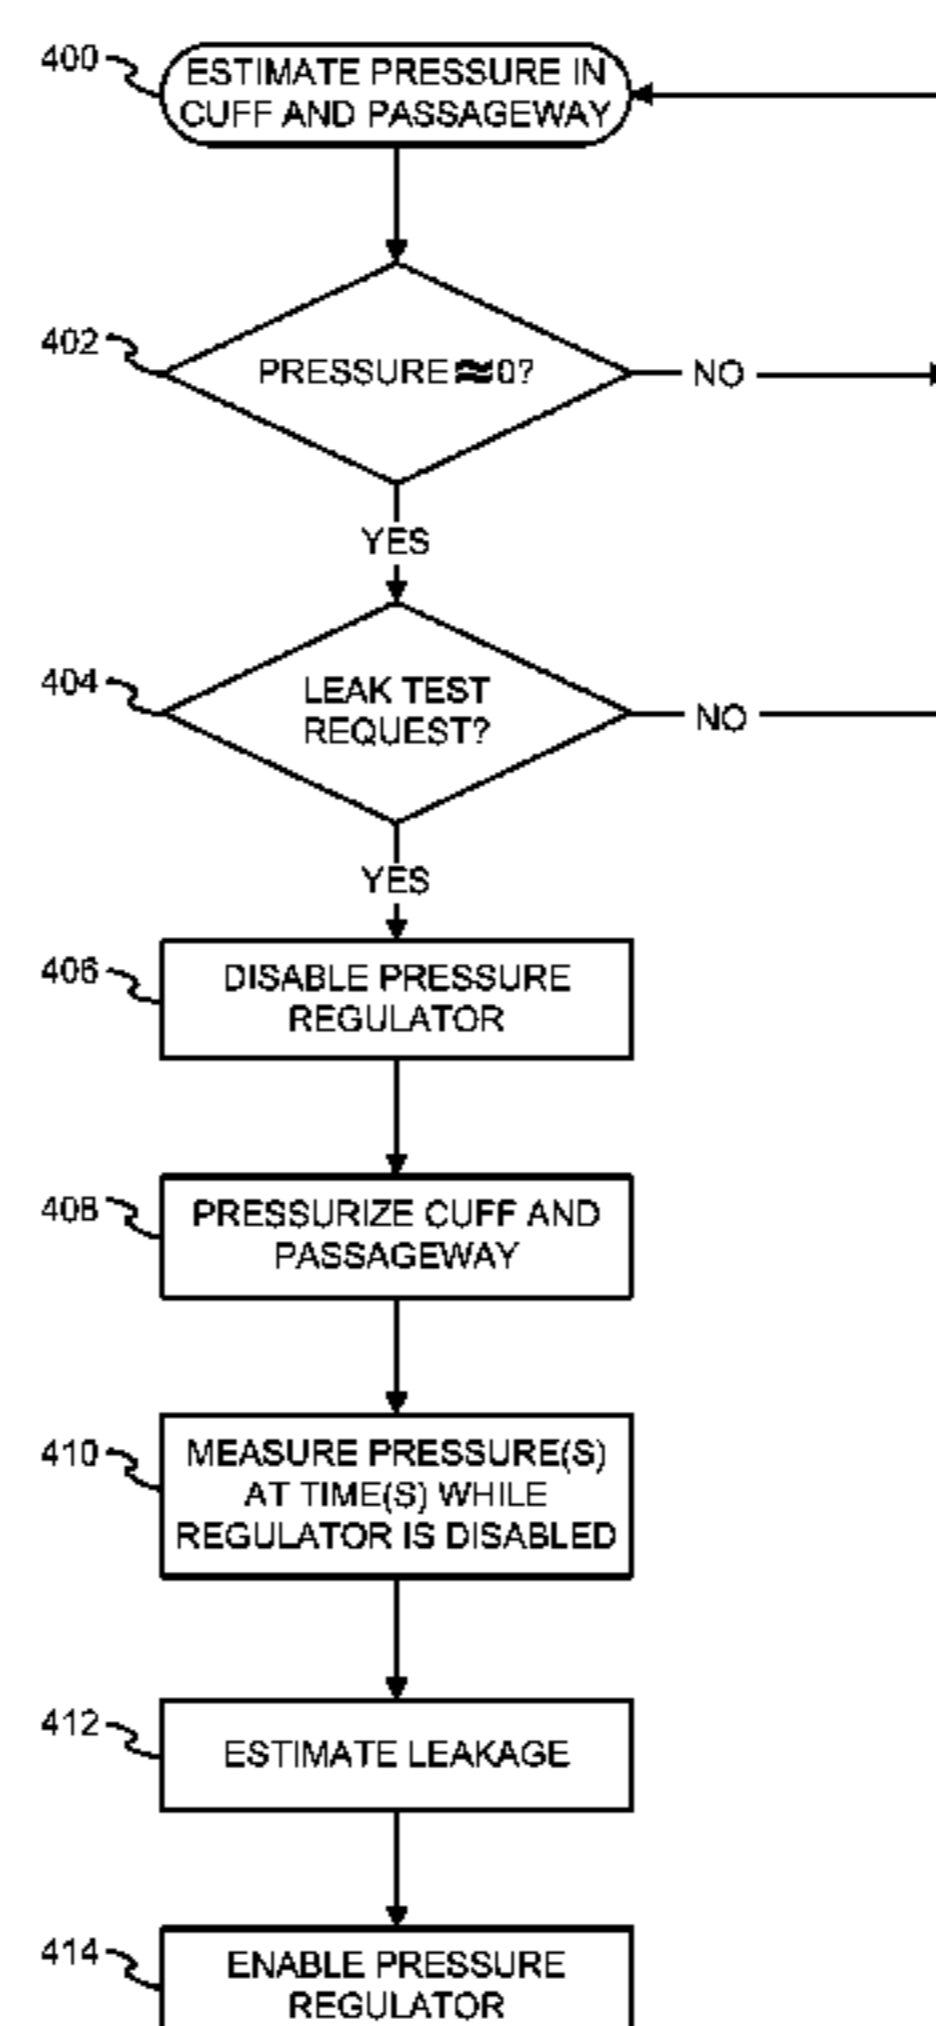 400
ESTIMATE PRESSURE IN
CUFF AND PASSAGEWAY
402
PRESSURE ≊ 0?
NO
YES
404
LEAK TEST
REQUEST?
NO
YES
406
DISABLE PRESSURE
REGULATOR
408
PRESSURIZE CUFF AND
PASSAGEWAY
410
MEASURE PRESSURE(S)
AT TIME(S) WHILE
REGULATOR IS DISABLED
412
ESTIMATE LEAKAGE
414
ENABLE PRESSURE
REGULATOR